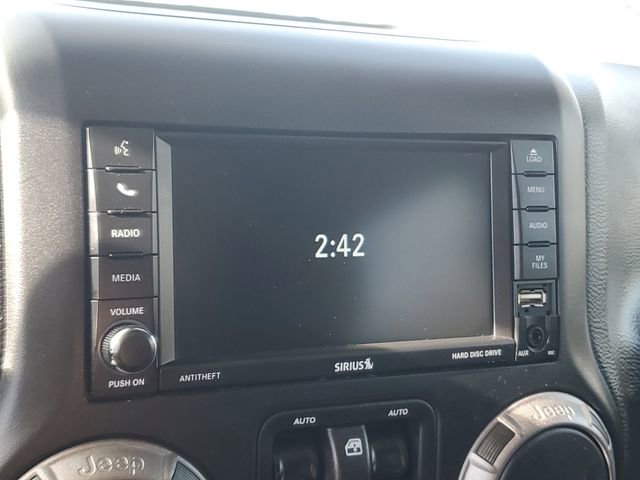 LOAD
MENU
RADIO
AUDIO
2:42
MEDIA
MY
FILES
VOLUME
PUSH ON
ANTITHEFT
SIRIUS
HARD DISC DRIVE
AUX
AUTO
AUTO
Jeep
Jeep